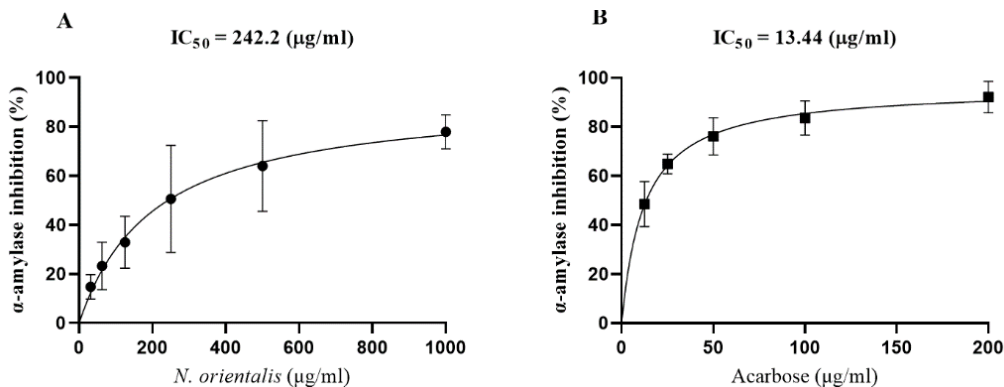 A
IC50 = 242.2 (µg/ml)
α-amylase inhibition (%)
100
80
60
40
20
0
0 200 400 600 800 1000
N. orientalis (µg/ml)
B
IC50 = 13.44 (µg/ml)
α-amylase inhibition (%)
100
80
60
40
20
0
0 50 100 150 200
Acarbose (µg/ml)